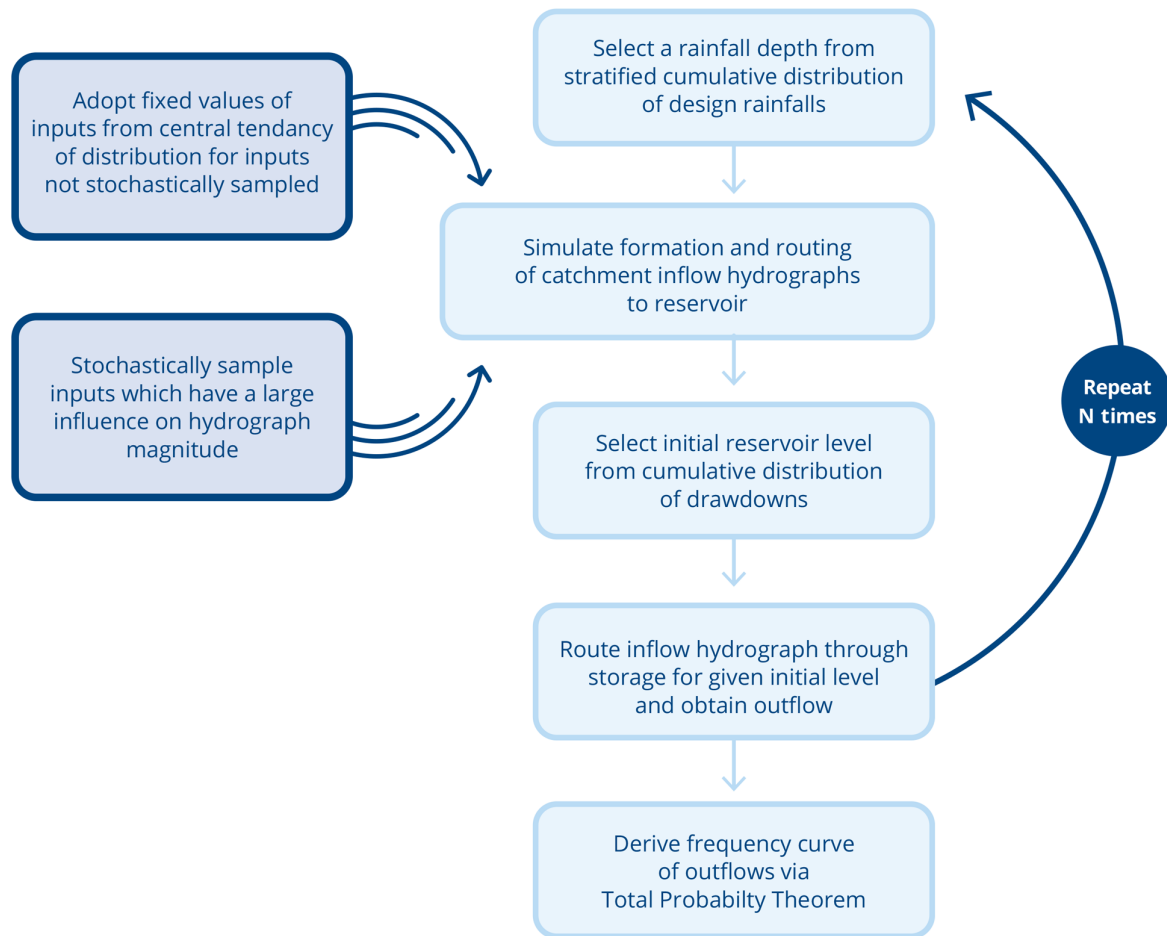 Select a rainfall depth from
stratified cumulative distribution
of design rainfalls
Adopt fixed values of
inputs from central tendancy
of distribution for inputs
not stochastically sampled
Simulate formation and routing
of catchment inflow hydrographs
to reservoir
Stochastically sample
inputs which have a large
influence on hydrograph
magnitude
Repeat
N times
Select initial reservoir level
from cumulative distribution
of drawdowns
Route inflow hydrograph through
storage for given initial level
and obtain outflow
Derive frequency curve
of outflows via
Total Probabilty Theorem